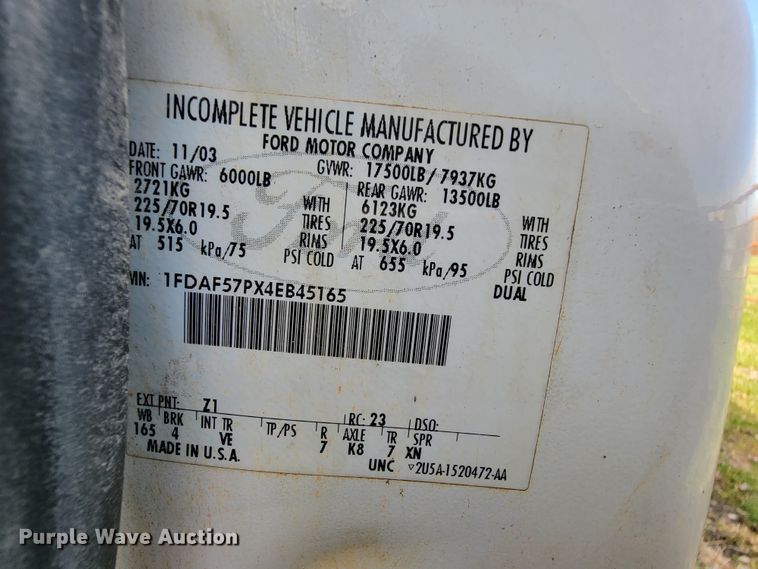 INCOMPLETE VEHICLE MANUFACTURED BY
FORD MOTOR COMPANY
DATE: 11/03 GVWR: 17500LB/ 7937KG
FRONT GAWR: 6000LB REAR GAWR: 13500LB
2721KG WITH 6123KG WITH
225/70R19.5 TIRES 225/70R19.5 TIRES
19.5X6.0 RIMS 19.5X6.0 RIMS
AT 515 kPa/75 PSI COLD AT 655 kPa/95 PSI COLD
DUAL
1FDAF57PX4EB45165
Ford
EXT PNT: Z1 RC: 23 DSO:
WB BRK INT TR TP/PS R AXLE TR SPR
165 4 VE 7 K8 7 XN
MADE IN U.S.A. UNC ▽2U5A-1520472-AA
Purple Wave Auction